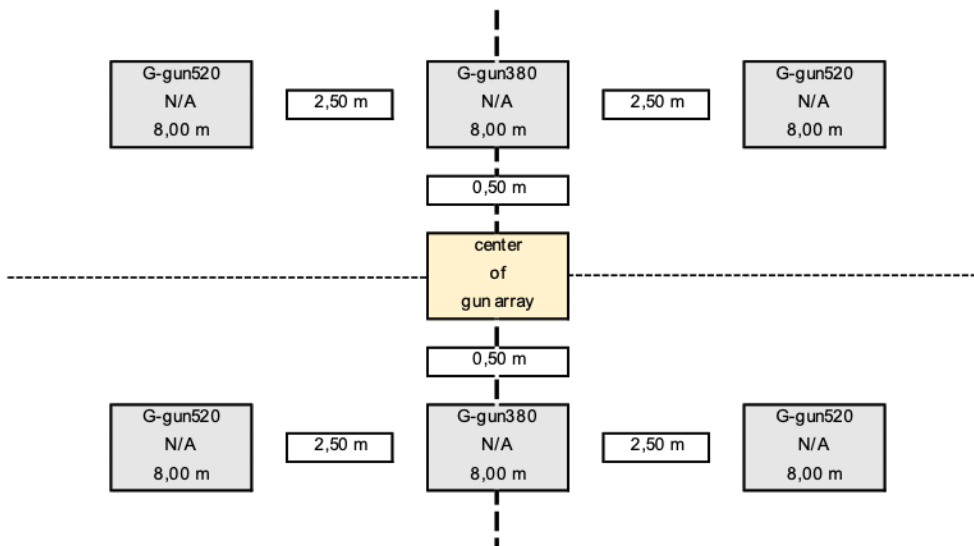 G-gun520
N/A
8,00 m
2,50 m
G-gun380
N/A
8,00 m
2,50 m
G-gun520
N/A
8,00 m
0,50 m
center
of
gun array
0,50 m
G-gun520
N/A
8,00 m
2,50 m
G-gun380
N/A
8,00 m
2,50 m
G-gun520
N/A
8,00 m